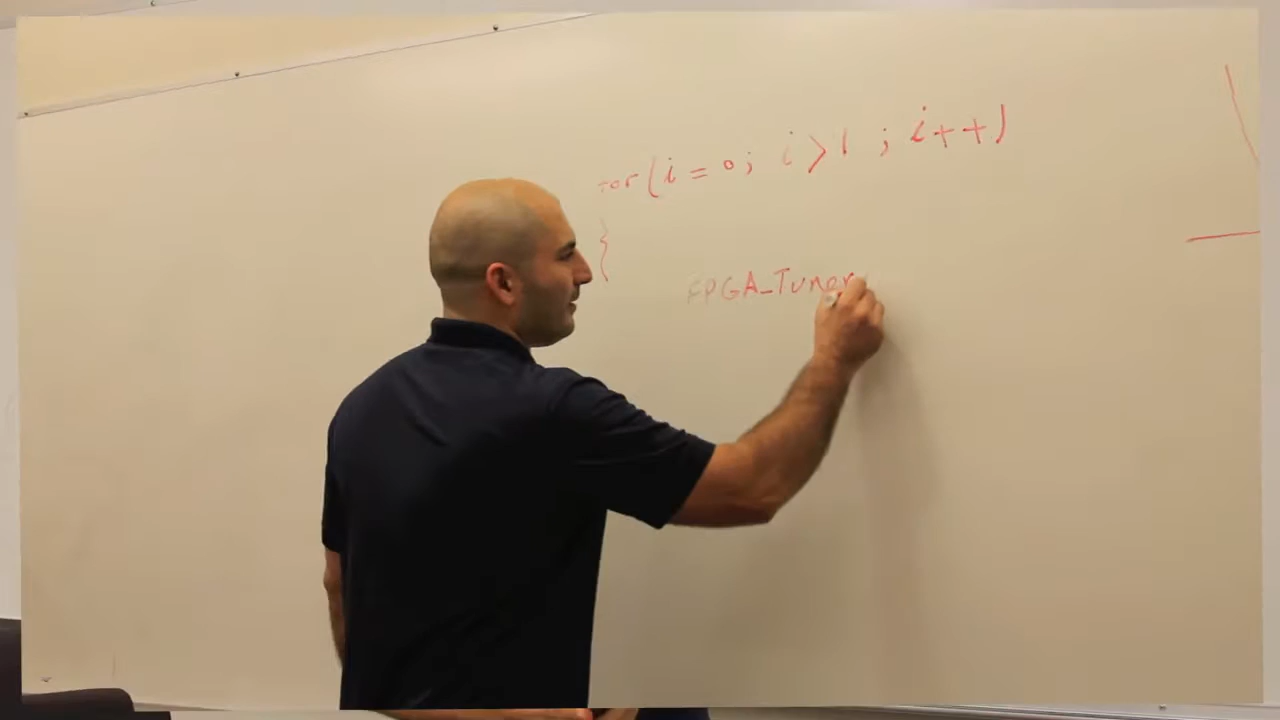 for(i=0; i>1 ; i++)
{
FPGA_Tuner